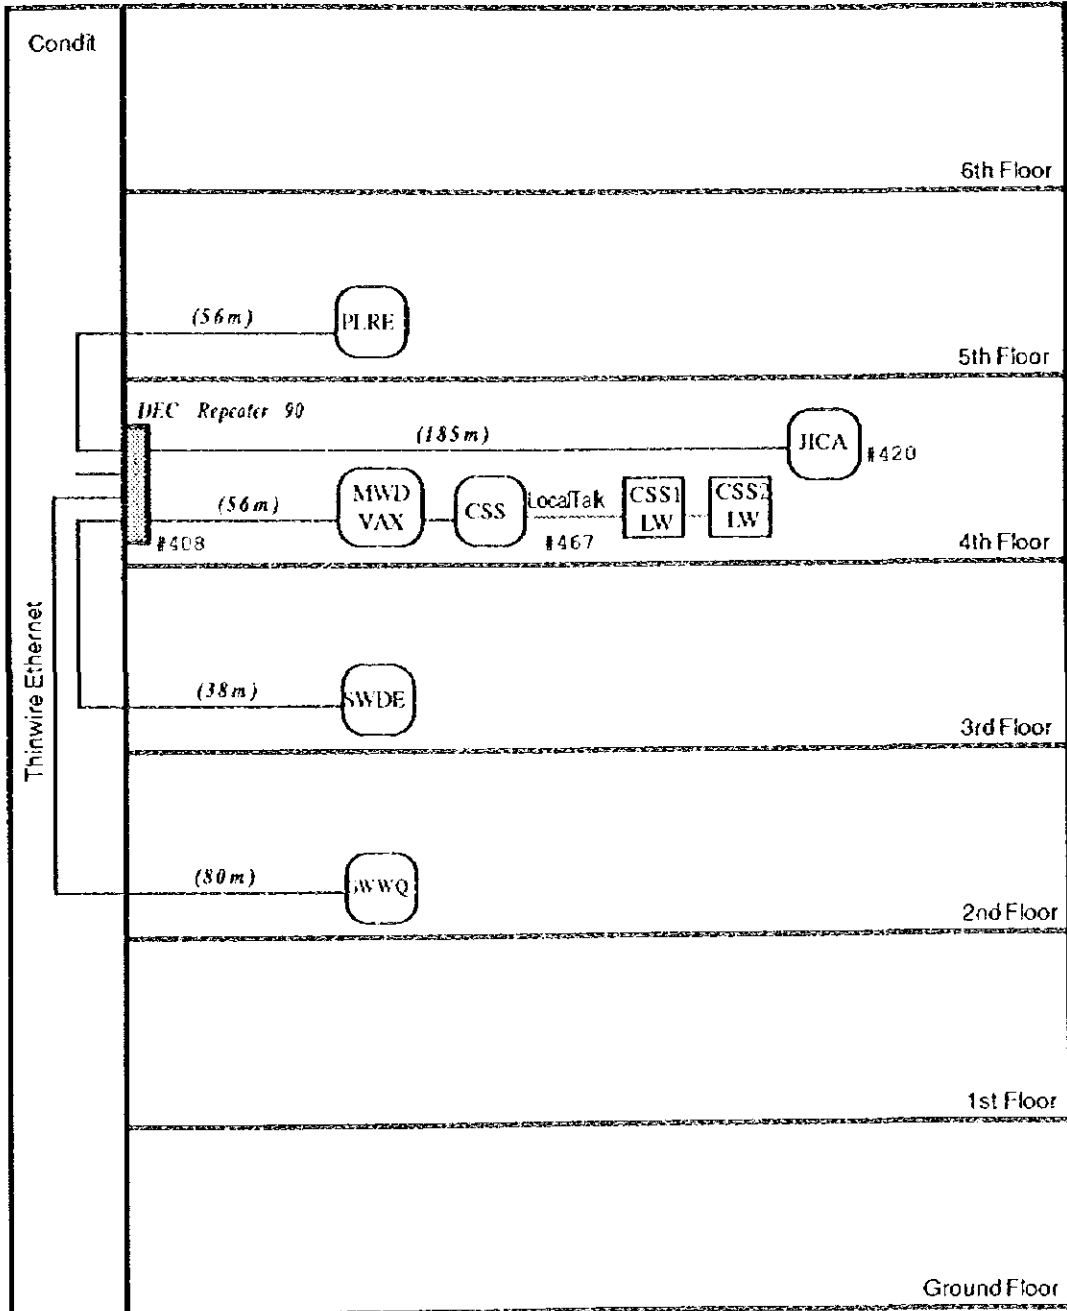 Condit
6th Floor
(56m)
PLRE
5th Floor
DEC Repeater 90
(185m)
JICA
#420
(56m)
MWD
VAX
CSS
LocalTalk
CSS1
LW
CSS2
LW
#408
#467
4th Floor
Thinwire Ethernet
(38m)
SWDE
3rd Floor
(80m)
SWWQ
2nd Floor
1st Floor
Ground Floor